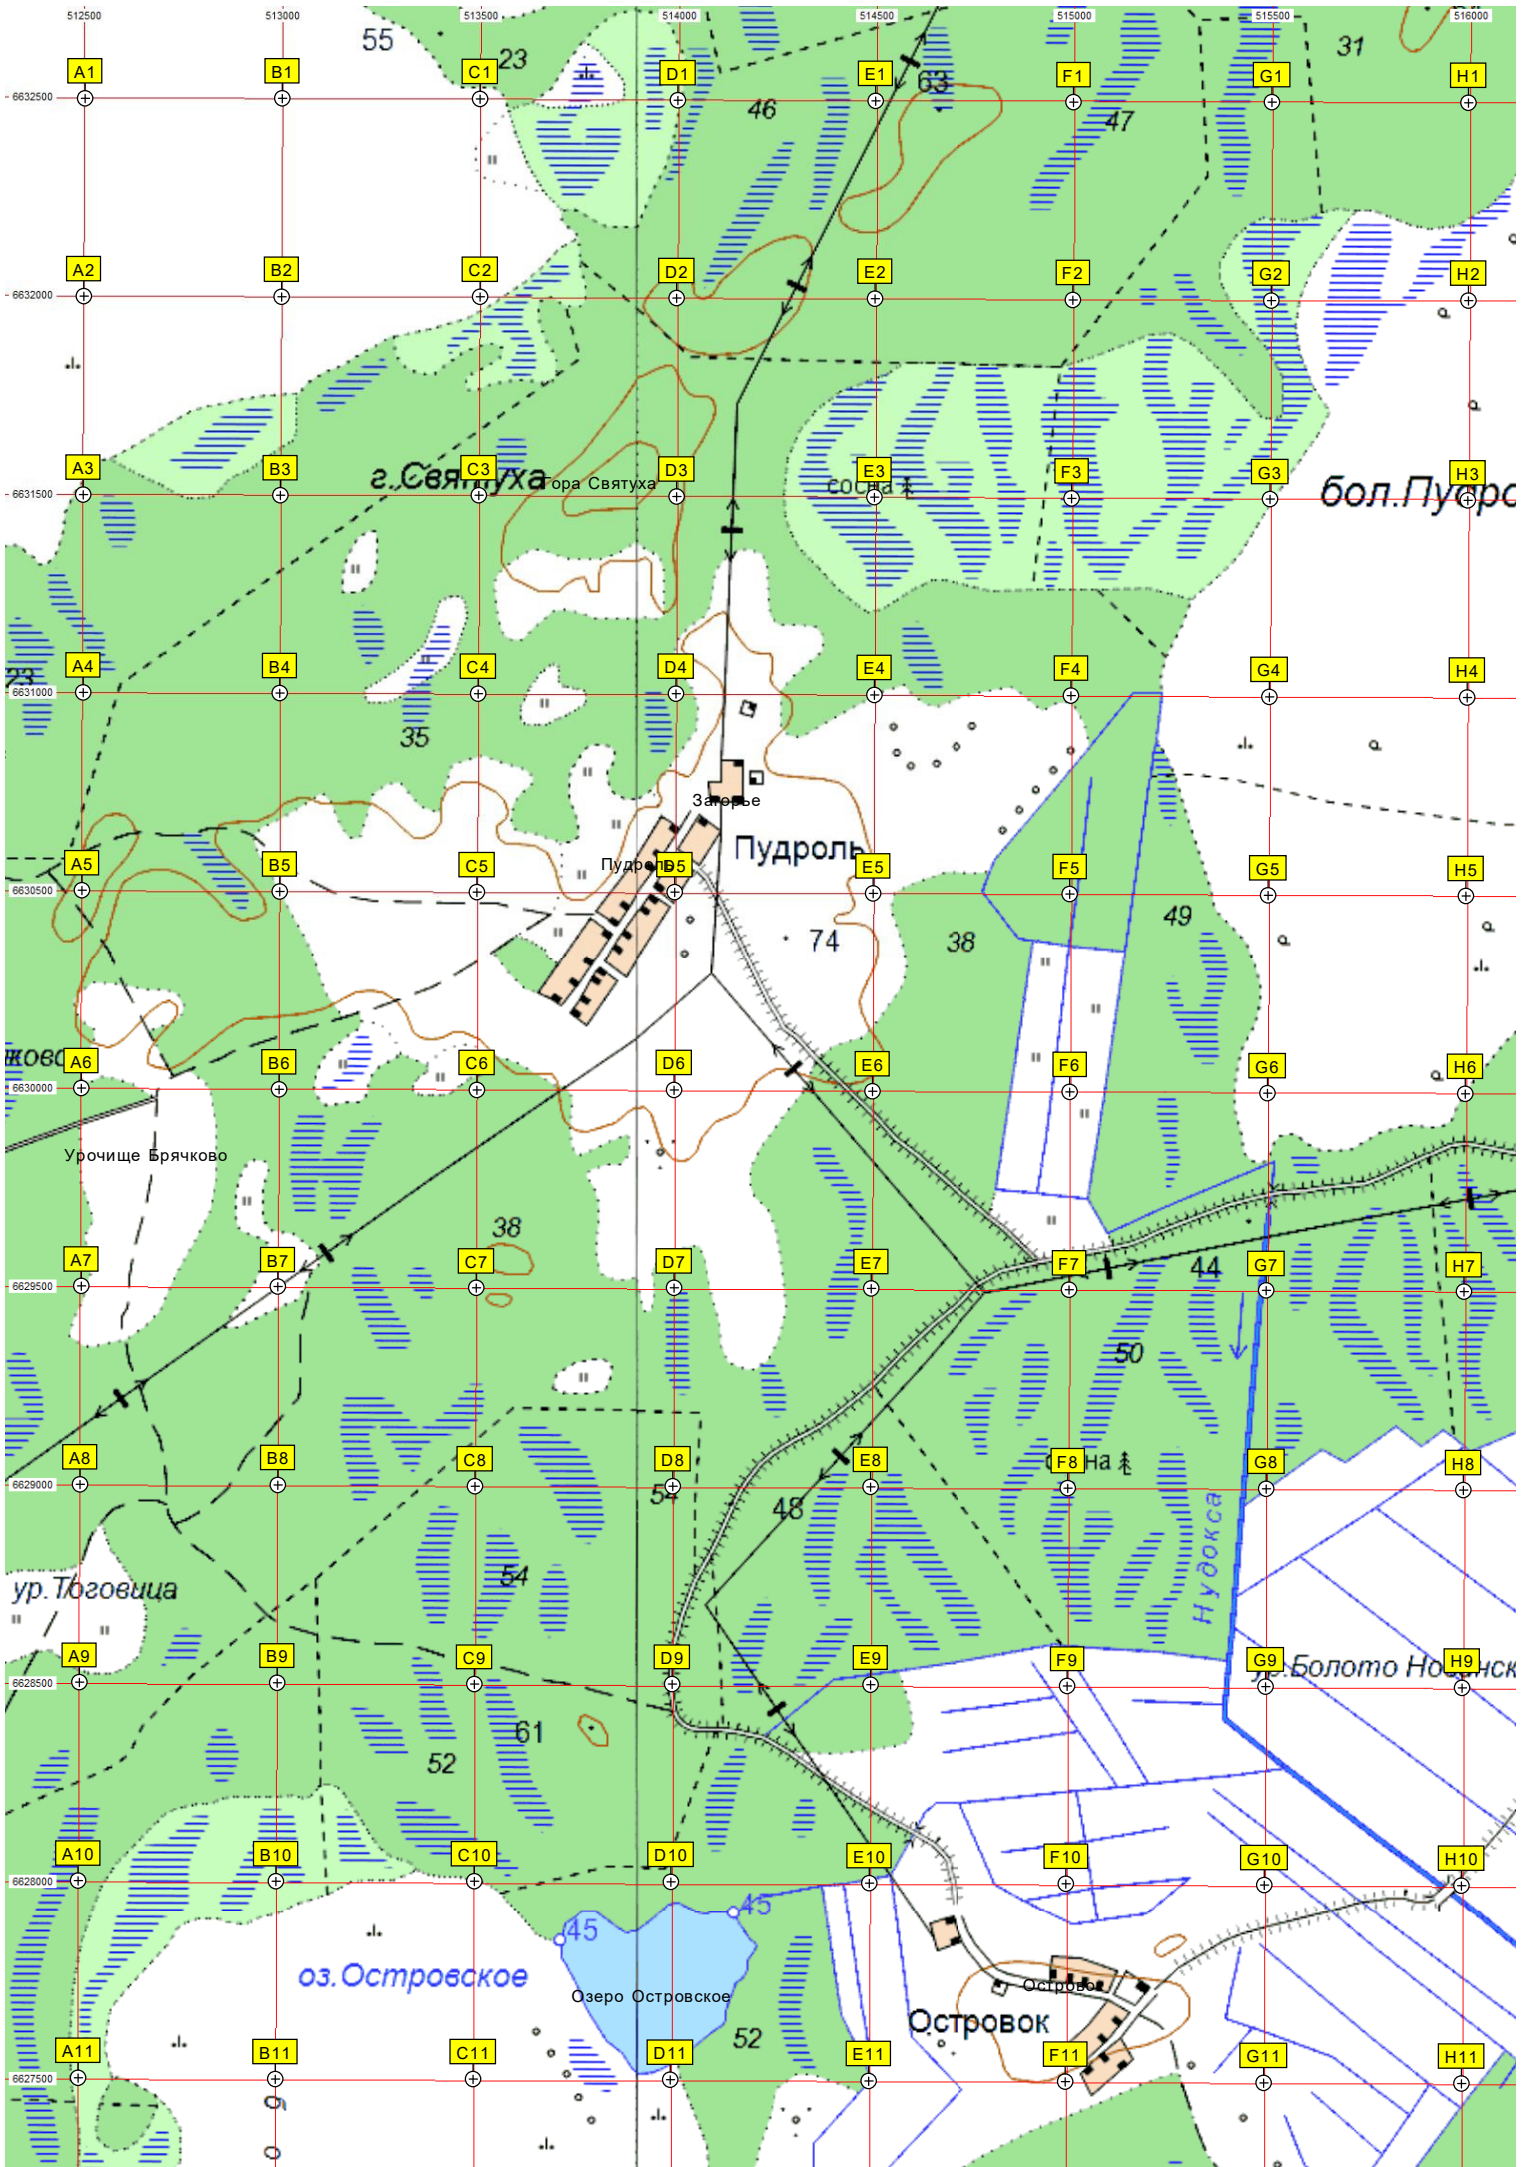 512500 513000 513500 514000 514500 515000 515500 516000
55 23 63 31
A1 B1 C1 D1 E1 F1 G1 H1
6632500
46 47
A2 B2 C2 D2 E2 F2 G2 H2
6632000
A3 B3 C3 D3 E3 F3 G3 H3
г.Святуха
Гора Святуха
сосна
бол.Пудро
6631500
A4 B4 C4 D4 E4 F4 G4 H4
23
6631000
35
Загорье
Пудроль
Пудроль
A5 B5 C5 D5 E5 F5 G5 H5
6630500
74 38 49
ково
A6 B6 C6 D6 E6 F6 G6 H6
6630000
Урочище Брячково
38
A7 B7 C7 D7 E7 F7 G7 H7
44
6629500
50
A8 B8 C8 D8 E8 F8 G8 H8
6629000
54 48
Нудокса
54
ур.Тоговица
A9 B9 C9 D9 E9 F9 G9 H9
6628500
61
52
A10 B10 C10 D10 E10 F10 G10 H10
6628000
45 45
оз.Островское
Озеро Островское
Островок
Островок
52
A11 B11 C11 D11 E11 F11 G11 H11
6627500